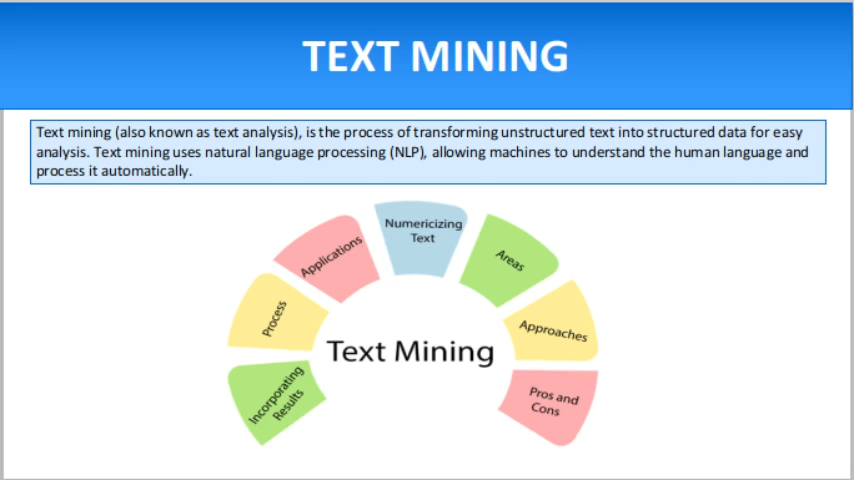 TEXT MINING
Text mining (also known as text analysis), is the process of transforming unstructured text into structured data for easy
analysis. Text mining uses natural language processing (NLP), allowing machines to understand the human language and
process it automatically.
Incorporating
Results
Process
Applications
Numericizing
Text
Areas
Approaches
Pros and
Cons
Text Mining